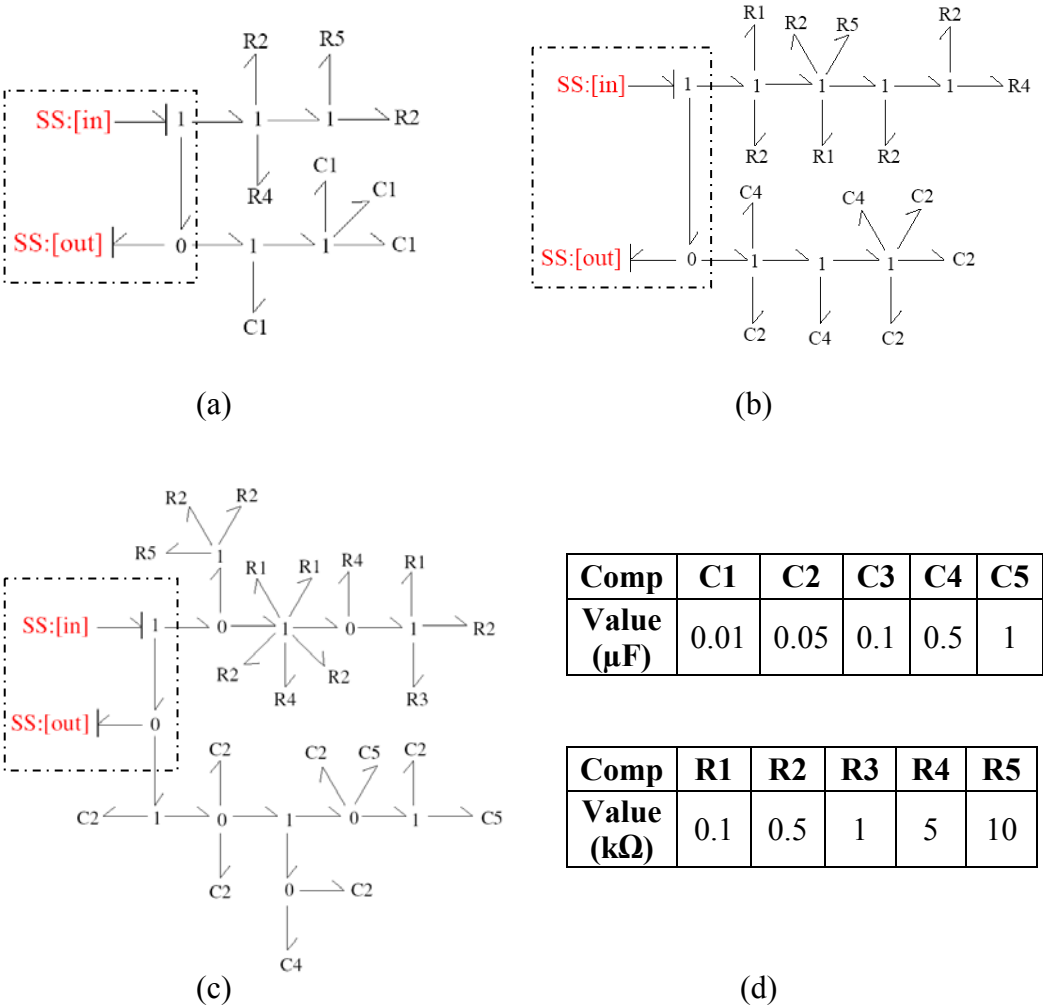 R2 R5
SS:[in] 1 1 1 R2
R4
C1
C1
SS:[out] 0 1 1 C1
C1
(a)
R1 R2 R5 R2
SS:[in] 1 1 1 1 1 R4
R2 R1 R2
C4 C4 C2
SS:[out] 0 1 1 1 C2
C2 C4 C2
(b)
R2 R2
R5 1
R1 R1 R4 R1
SS:[in] 1 0 1 0 1 R2
R2 R4 R2 R3
SS:[out] 0
C2 C2 C5 C2
C2 1 0 1 0 1 C5
C2 0 C2
C4
(c)
Comp C1 C2 C3 C4 C5
Value (µF) 0.01 0.05 0.1 0.5 1
Comp R1 R2 R3 R4 R5
Value (kΩ) 0.1 0.5 1 5 10
(d)